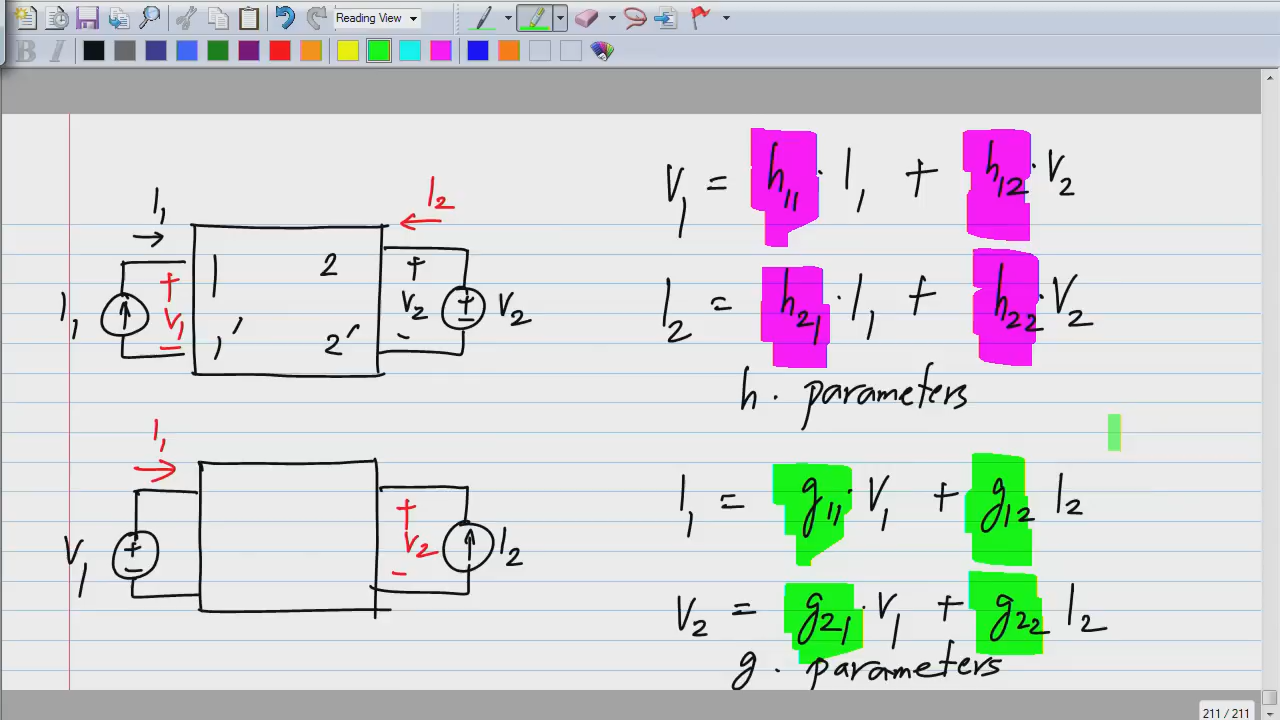 Reading View
B I
V1 = h11 · I1 + h12 · V2
I1
I2
I1 + V1 - 1 1' 2 2' + V2 - V2
I2 = h21 · I1 + h22 · V2
h. parameters
I1
I1 = g11 · V1 + g12 I2
V1 + V2 - I2
V2 = g21 · V1 + g22 I2
g. parameters
211 / 211